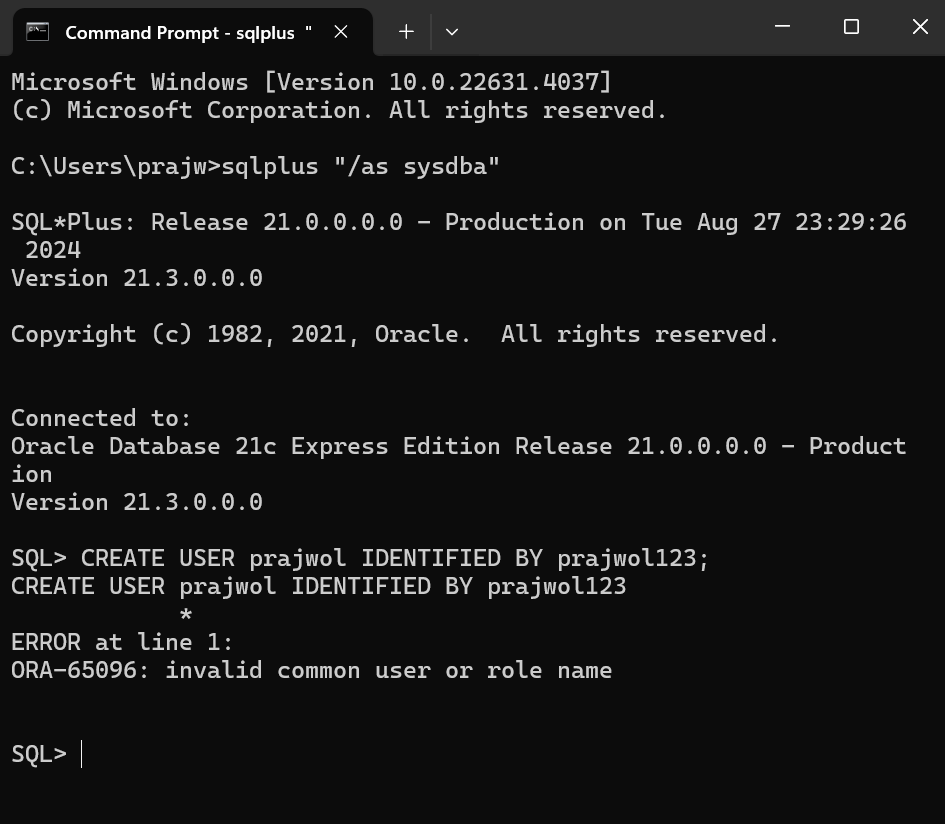 Command Prompt - sqlplus "
Microsoft Windows [Version 10.0.22631.4037]
(c) Microsoft Corporation. All rights reserved.
C:\Users\prajw>sqlplus "/as sysdba"
SQL*Plus: Release 21.0.0.0.0 - Production on Tue Aug 27 23:29:26
2024
Version 21.3.0.0.0
Copyright (c) 1982, 2021, Oracle.  All rights reserved.
Connected to:
Oracle Database 21c Express Edition Release 21.0.0.0.0 - Product
ion
Version 21.3.0.0.0
SQL> CREATE USER prajwol IDENTIFIED BY prajwol123;
CREATE USER prajwol IDENTIFIED BY prajwol123
*
ERROR at line 1:
ORA-65096: invalid common user or role name
SQL>